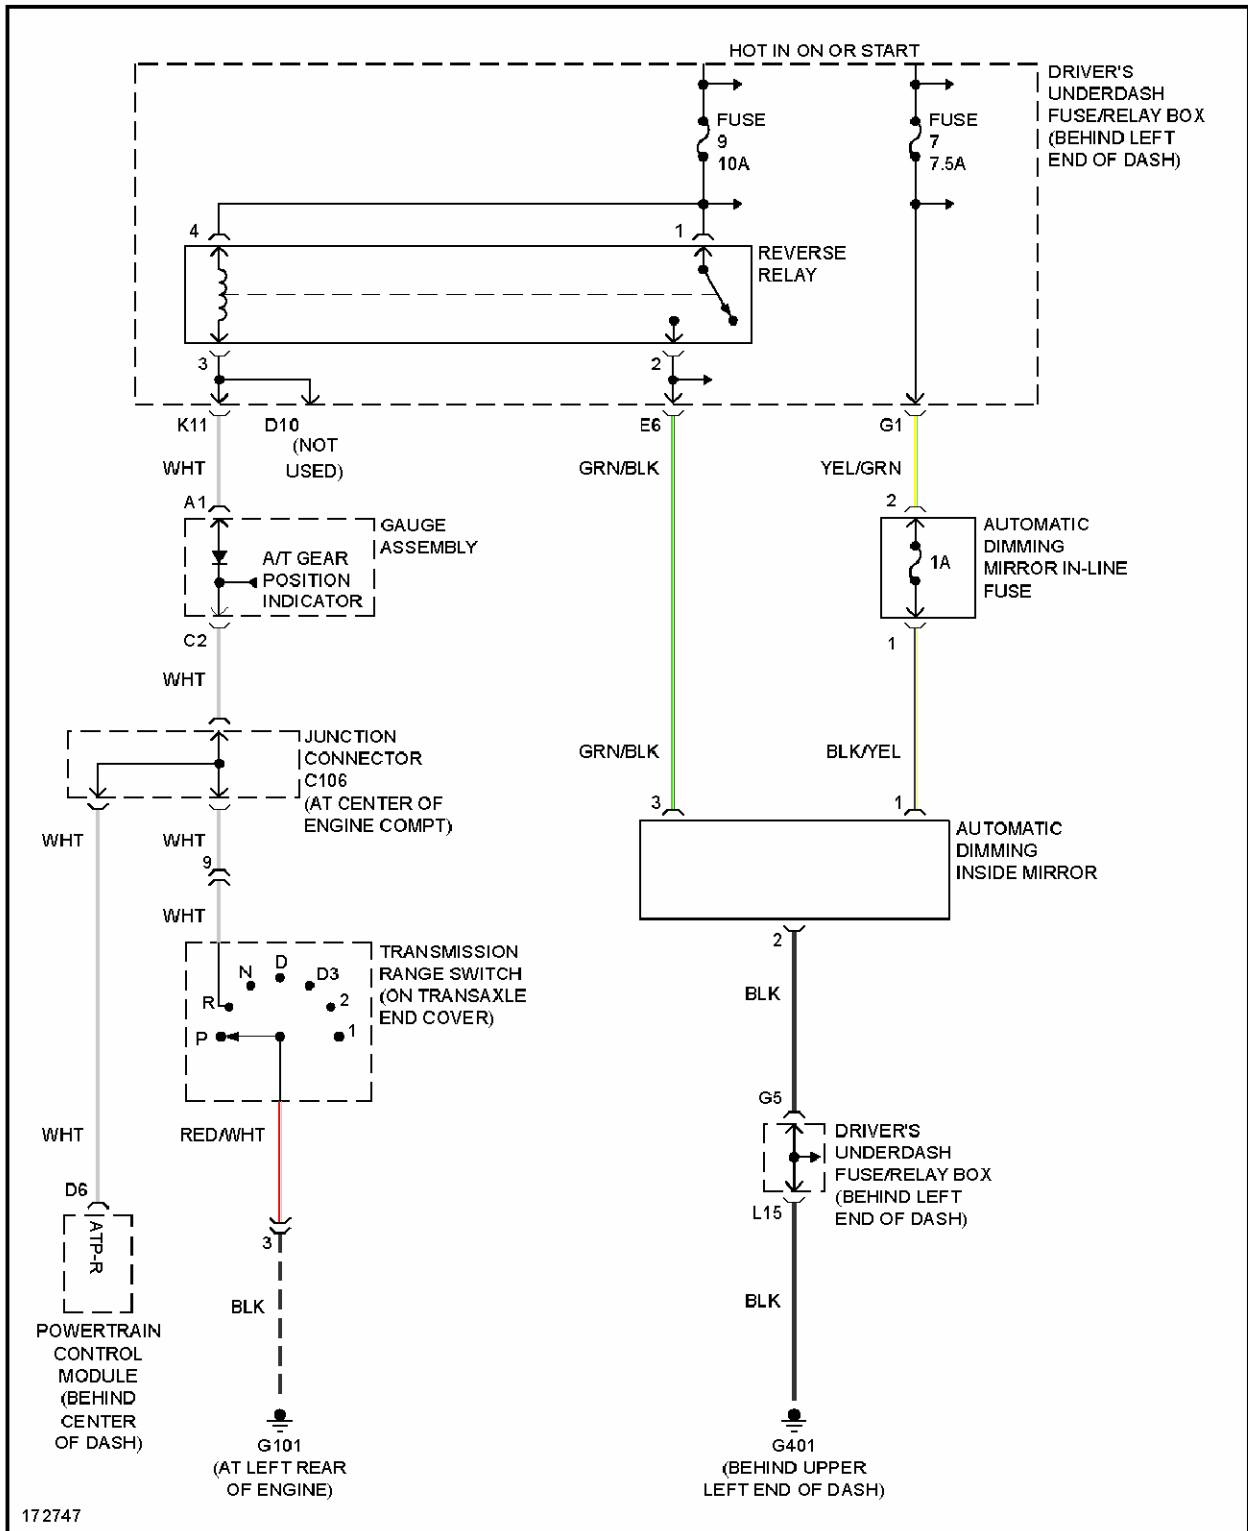 HOT IN ON OR START
DRIVER'S
UNDERDASH
FUSE/RELAY BOX
(BEHIND LEFT
END OF DASH)
FUSE
9
10A
FUSE
7
7.5A
4
1
REVERSE
RELAY
3
2
K11
D10
(NOT
USED)
E6
G1
WHT
GRN/BLK
YEL/GRN
A1
2
GAUGE
ASSEMBLY
A/T GEAR
POSITION
INDICATOR
1A
AUTOMATIC
DIMMING
MIRROR IN-LINE
FUSE
C2
1
WHT
JUNCTION
CONNECTOR
C106
(AT CENTER OF
ENGINE COMPT)
GRN/BLK
BLK/YEL
3
1
WHT
WHT
9
WHT
AUTOMATIC
DIMMING
INSIDE MIRROR
TRANSMISSION
RANGE SWITCH
(ON TRANSAXLE
END COVER)
P
R
N
D
D3
2
1
2
BLK
G5
WHT
RED/WHT
DRIVER'S
UNDERDASH
FUSE/RELAY BOX
(BEHIND LEFT
END OF DASH)
D6
L15
ATP-R
3
BLK
BLK
POWERTRAIN
CONTROL
MODULE
(BEHIND
CENTER
OF DASH)
G101
(AT LEFT REAR
OF ENGINE)
G401
(BEHIND UPPER
LEFT END OF DASH)
172747